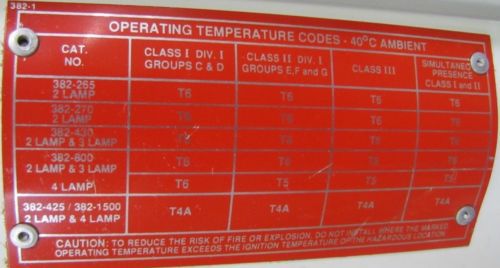 382-1
OPERATING TEMPERATURE CODES - 40°C AMBIENT
CAT. NO. CLASS I DIV. I GROUPS C & D CLASS II DIV. I GROUPS E,F and G CLASS III SIMULTANEO PRESENCE CLASS I and II
382-265 2 LAMP T6 T6 T6 T6
382-270 2 LAMP T6 T6 T6 T6
382-430 2 LAMP & 3 LAMP T6 T6 T6 T6
382-800 2 LAMP & 3 LAMP T6 T6 T6 T6
4 LAMP T6 T5 T5 T5
382-425 / 382-1500 2 LAMP & 4 LAMP T4A T4A T4A T4A
CAUTION: TO REDUCE THE RISK OF FIRE OR EXPLOSION, DO NOT INSTALL WHERE THE MARKED
OPERATING TEMPERATURE EXCEEDS THE IGNITION TEMPERATURE OF THE HAZARDOUS LOCATION.